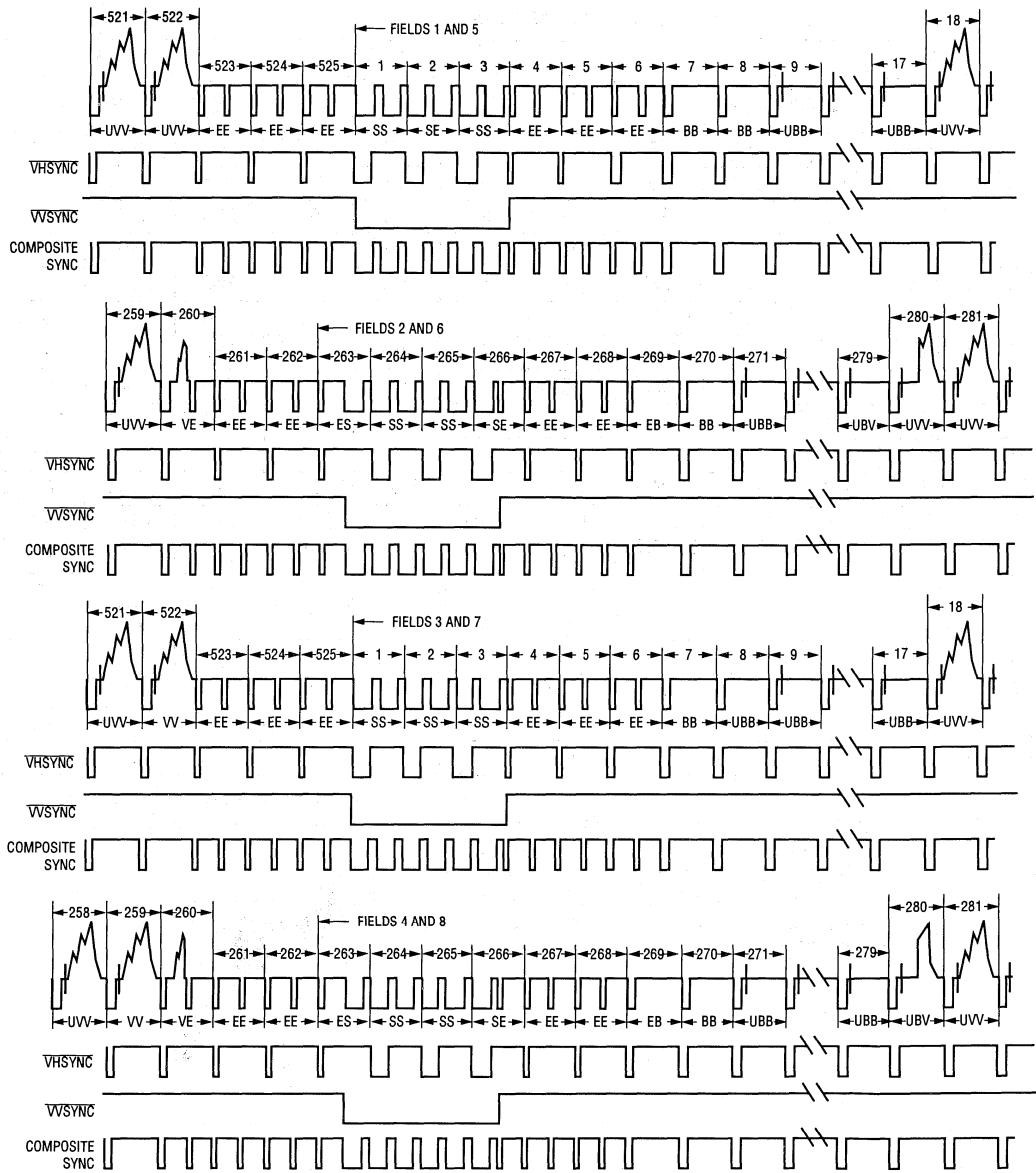 521 522 18
FIELDS 1 AND 5
523 524 525 1 2 3 4 5 6 7 8 9 17
UVV UVV EE EE EE SS SE SS EE EE EE BB BB UBB UBB UVV
VHSYNC
VVSYNC
COMPOSITE
SYNC
259 260 280 281
FIELDS 2 AND 6
261 262 263 264 265 266 267 268 269 270 271 279
UVV VE EE EE ES SS SS SE EE EE EB BB UBB UBV UVV UVV
VHSYNC
VVSYNC
COMPOSITE
SYNC
521 522 18
FIELDS 3 AND 7
523 524 525 1 2 3 4 5 6 7 8 9 17
UVV VV EE EE EE SS SS SS EE EE EE BB UBB UBB UBB UVV
VHSYNC
VVSYNC
COMPOSITE
SYNC
258 259 260 280 281
FIELDS 4 AND 8
261 262 263 264 265 266 267 268 269 270 271 279
UVV VV VE EE EE ES SS SS SE EE EE EB BB UBB UBB UBV UVV
VHSYNC
VVSYNC
COMPOSITE
SYNC